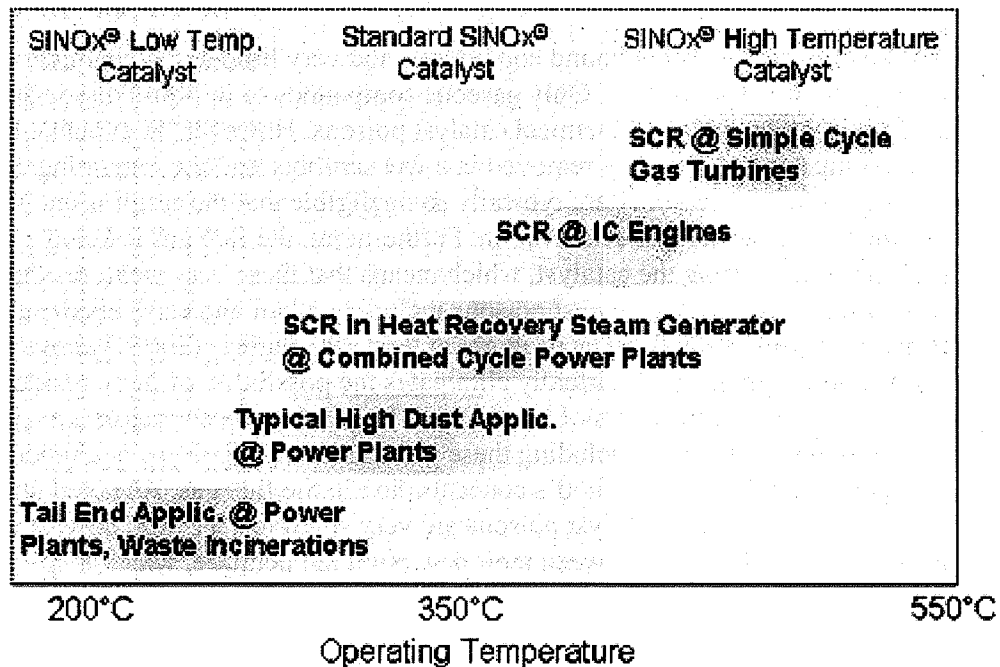 SINOx® Low Temp.
Catalyst
Standard SINOx®
Catalyst
SINOx® High Temperature
Catalyst
SCR @ Simple Cycle
Gas Turbines
SCR @ IC Engines
SCR in Heat Recovery Steam Generator
@ Combined Cycle Power Plants
Typical High Dust Applic.
@ Power Plants
Tail End Applic. @ Power
Plants, Waste Incinerations
200°C
350°C
550°C
Operating Temperature